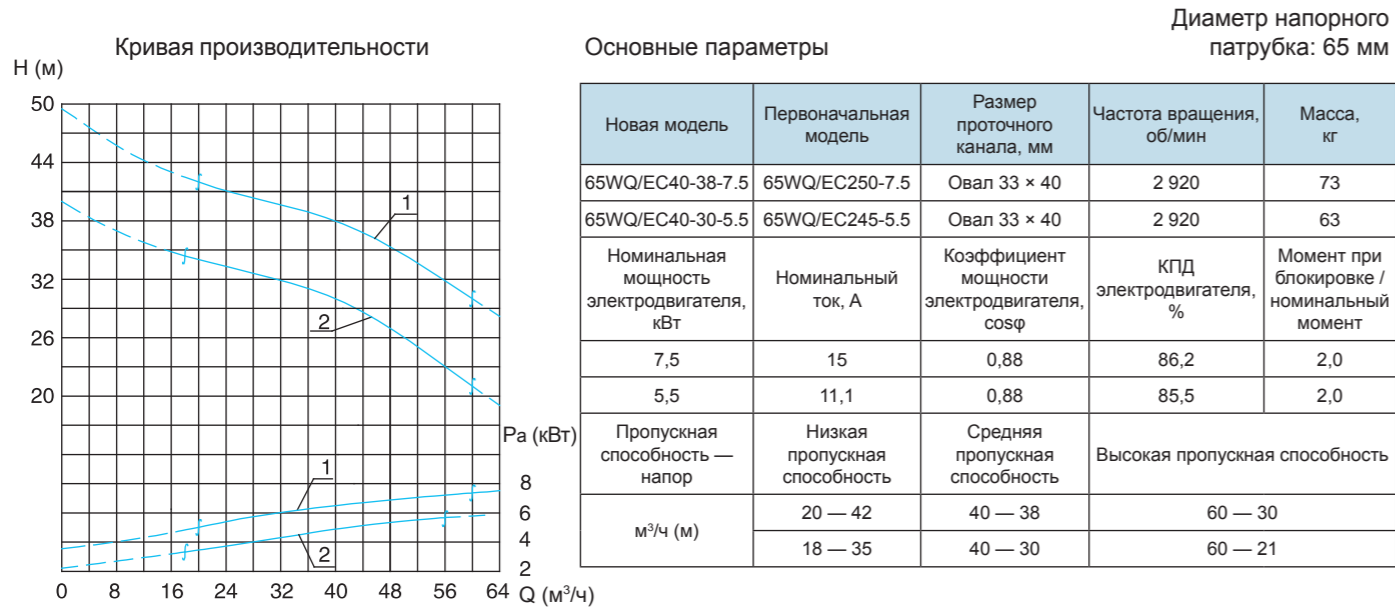 Кривая производительности
H (м)
50
44
38
32
26
20
1
2
Pa (кВт)
8
6
4
2
1
2
0 8 16 24 32 40 48 56 64 Q (м³/ч)
Основные параметры
Диаметр напорного
патрубка: 65 мм
Новая модель
Первоначальная
модель
Размер
проточного
канала, мм
Частота вращения,
об/мин
Масса,
кг
65WQ/EC40-38-7.5 65WQ/EC250-7.5 Овал 33 × 40 2 920 73
65WQ/EC40-30-5.5 65WQ/EC245-5.5 Овал 33 × 40 2 920 63
Номинальная
мощность
электродвигателя,
кВт
Номинальный
ток, А
Коэффициент
мощности
электродвигателя,
cosφ
КПД
электродвигателя,
%
Момент при
блокировке /
номинальный
момент
7,5 15 0,88 86,2 2,0
5,5 11,1 0,88 85,5 2,0
Пропускная
способность —
напор
Низкая
пропускная
способность
Средняя
пропускная
способность
Высокая пропускная способность
м³/ч (м)
20 — 42 40 — 38 60 — 30
18 — 35 40 — 30 60 — 21